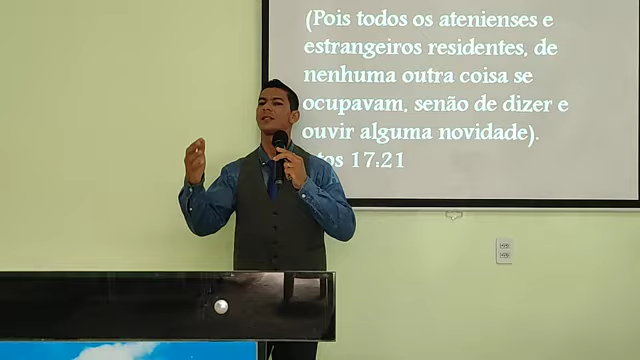 (Pois todos os atenienses e
estrangeiros residentes, de
nenhuma outra coisa se
ocupavam, senão de dizer e
ouvir alguma novidade).
17:21